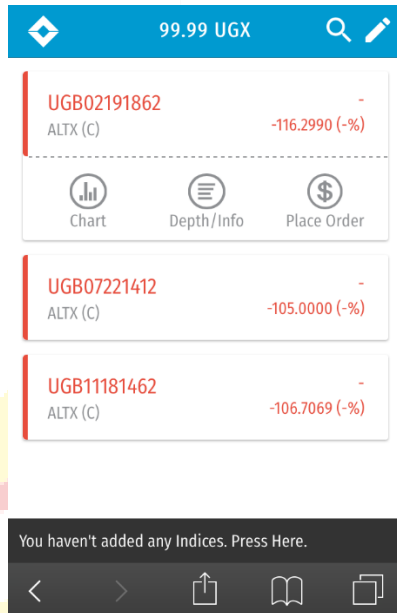 99.99 UGX
UGB02191862 -
ALTX (C) -116.2990 (-%)
Chart Depth/Info Place Order
UGB07221412 -
ALTX (C) -105.0000 (-%)
UGB11181462 -
ALTX (C) -106.7069 (-%)
You haven't added any Indices. Press Here.